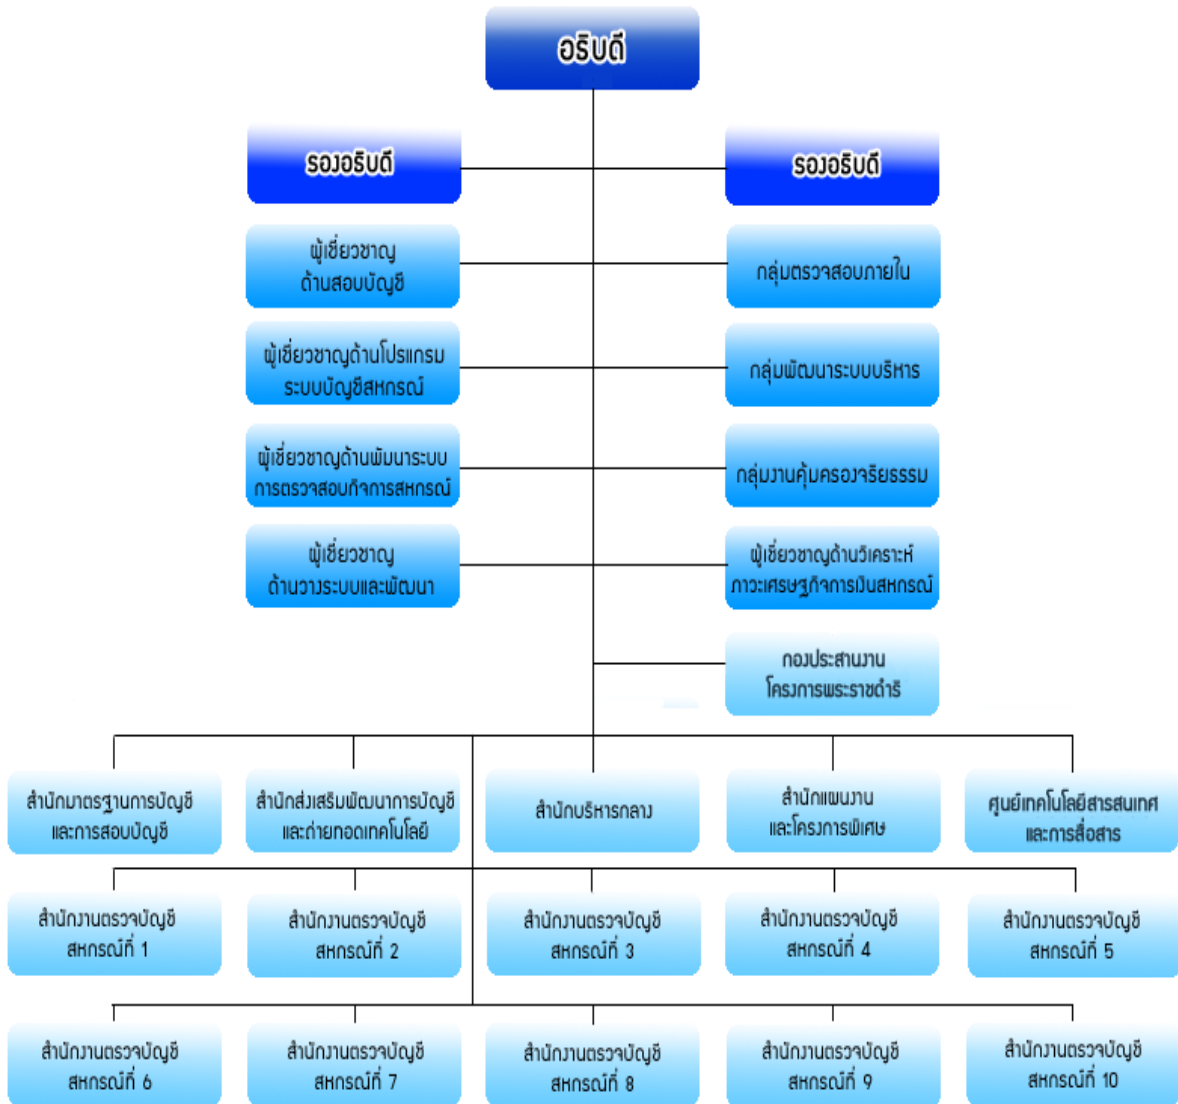 อธิบดี
รองอธิบดี
รองอธิบดี
ผู้เชี่ยวชาญ
ด้านสอบบัญชี
กลุ่มตรวจสอบภายใน
ผู้เชี่ยวชาญด้านโปรแกรม
ระบบบัญชีสหกรณ์
กลุ่มพัฒนาระบบบริหาร
ผู้เชี่ยวชาญด้านพัมนาระบบ
การตรวจสอบกิจการสหกรณ์
กลุ่มงานคุ้มครองจริยธรรม
ผู้เชี่ยวชาญ
ด้านวางระบบและพัฒนา
ผู้เชี่ยวชาญด้านวิเคราะห์
ภาวะเศรษฐกิจการเงินสหกรณ์
กองประสานงาน
โครงการพระราชดำริ
สำนักมาตรฐานการบัญชี
และการสอบบัญชี
สำนักส่งเสริมพัฒนาการบัญชี
และถ่ายทอดเทคโนโลยี
สำนักบริหารกลาง
สำนักแผนงาน
และโครงการพิเศษ
ศูนย์เทคโนโลยีสารสนเทศ
และการสื่อสาร
สำนักงานตรวจบัญชี
สหกรณ์ที่ 1
สำนักงานตรวจบัญชี
สหกรณ์ที่ 2
สำนักงานตรวจบัญชี
สหกรณ์ที่ 3
สำนักงานตรวจบัญชี
สหกรณ์ที่ 4
สำนักงานตรวจบัญชี
สหกรณ์ที่ 5
สำนักงานตรวจบัญชี
สหกรณ์ที่ 6
สำนักงานตรวจบัญชี
สหกรณ์ที่ 7
สำนักงานตรวจบัญชี
สหกรณ์ที่ 8
สำนักงานตรวจบัญชี
สหกรณ์ที่ 9
สำนักงานตรวจบัญชี
สหกรณ์ที่ 10